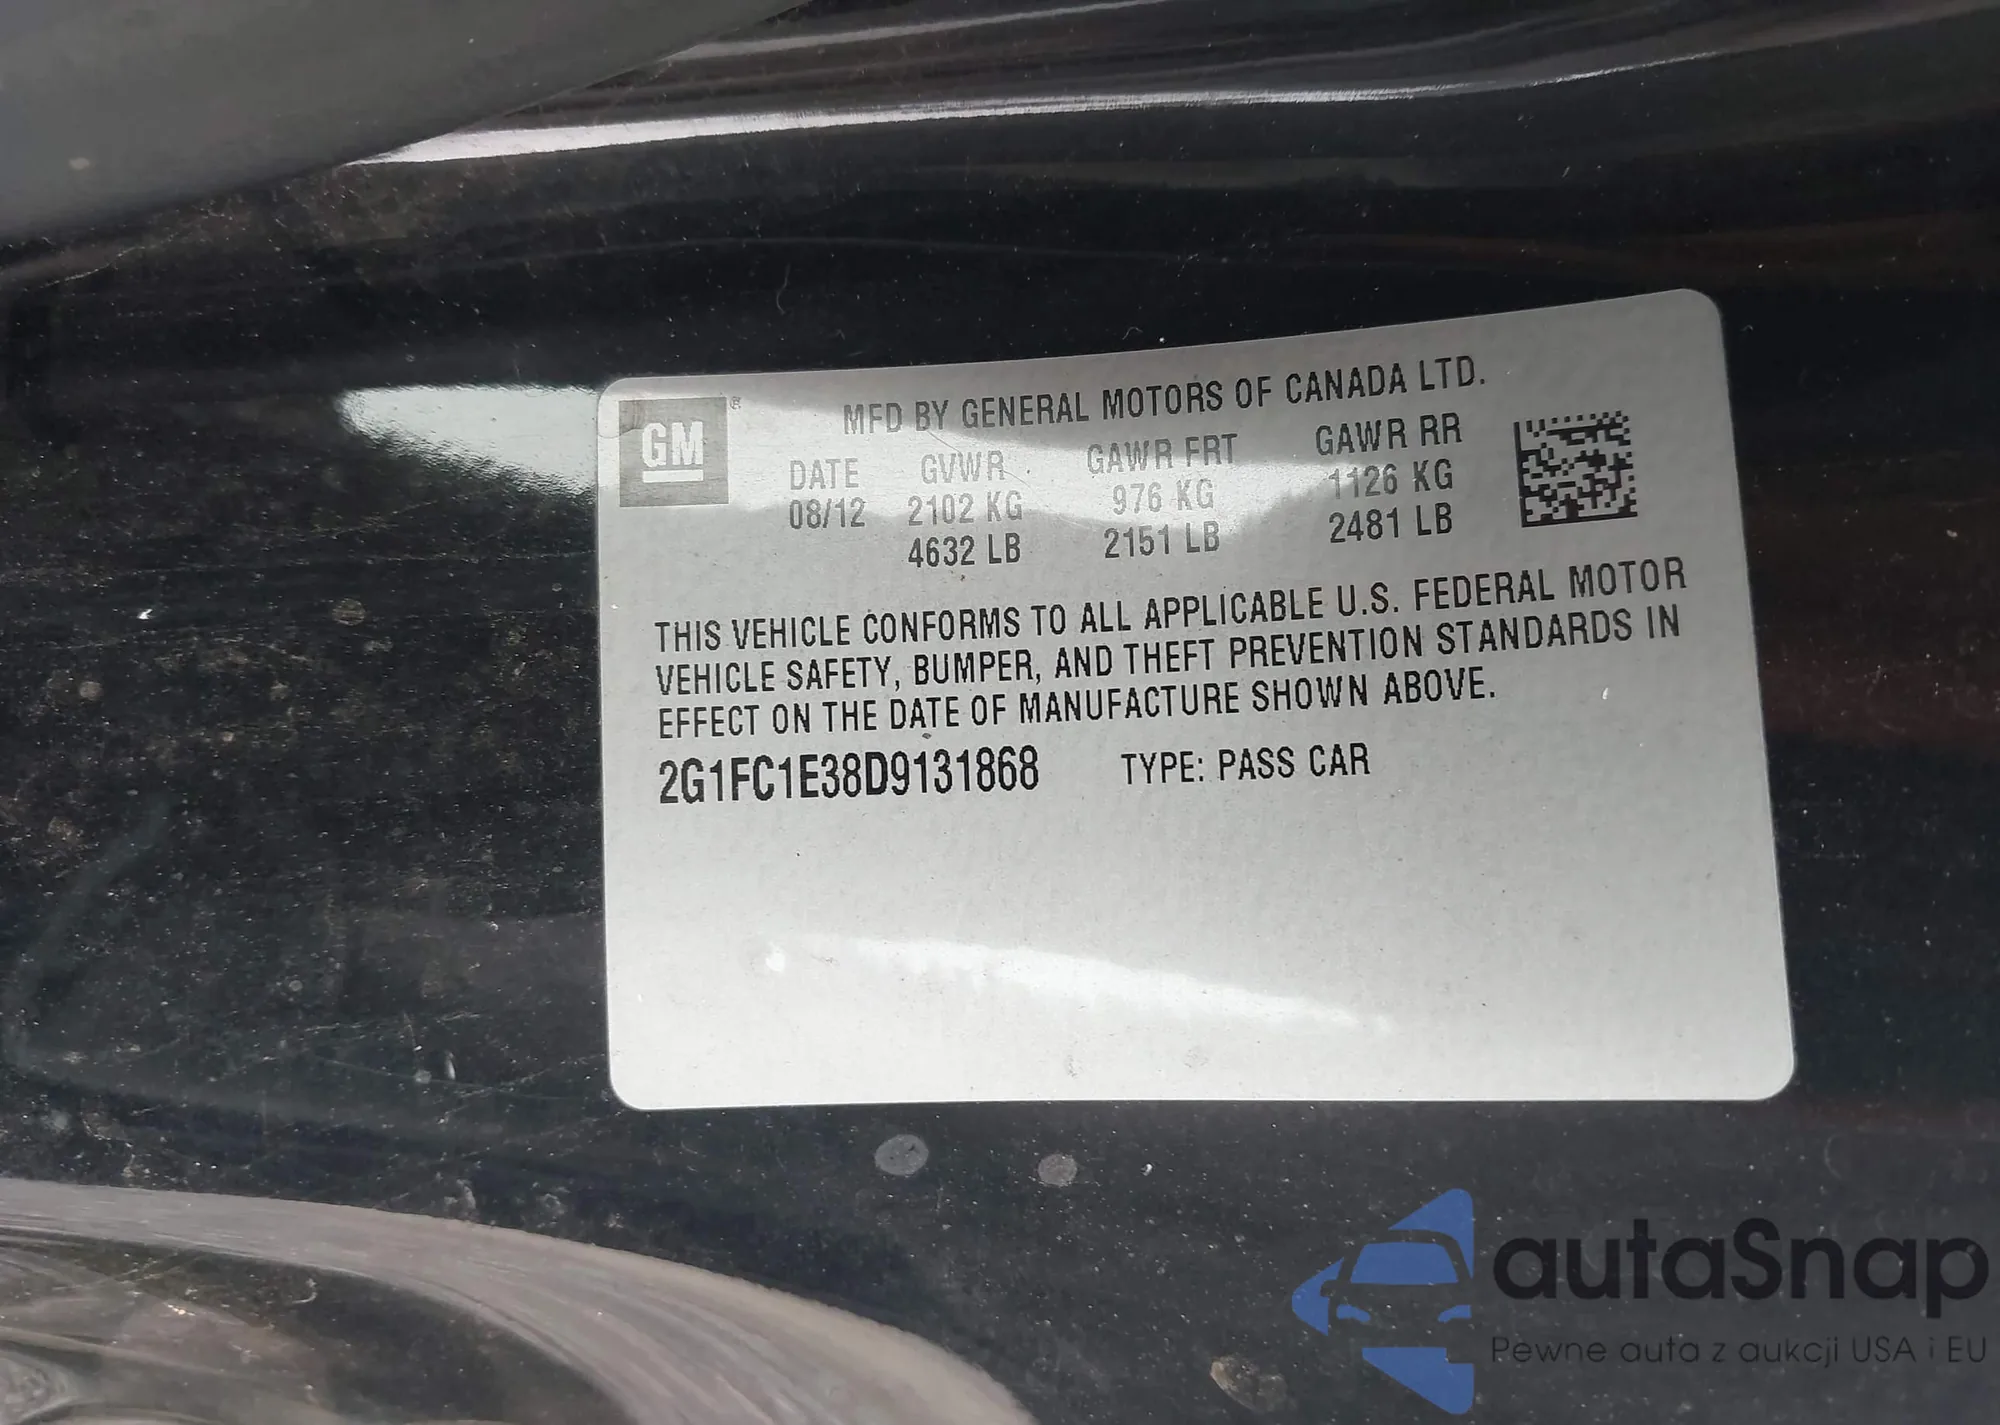 GM ®
MFD BY GENERAL MOTORS OF CANADA LTD.
DATE GVWR GAWR FRT GAWR RR
08/12 2102 KG 976 KG 1126 KG
4632 LB 2151 LB 2481 LB
THIS VEHICLE CONFORMS TO ALL APPLICABLE U.S. FEDERAL MOTOR
VEHICLE SAFETY, BUMPER, AND THEFT PREVENTION STANDARDS IN
EFFECT ON THE DATE OF MANUFACTURE SHOWN ABOVE.
2G1FC1E38D9131868 TYPE: PASS CAR
autaSnap
Pewne auta z aukcji USA i EU